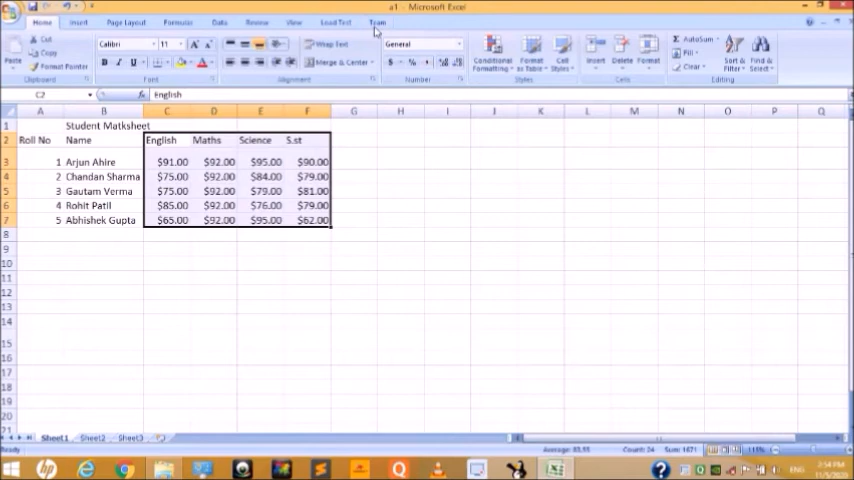 a1 - Microsoft Excel
Home Insert Page Layout Formulas Data Review View Load Test Team
Cut
Copy
Paste
Format Painter
Clipboard
Calibri 11
B I U
Font
Wrap Text
Merge & Center
Alignment
General
$ % ,
Number
Conditional Formatting
Format as Table
Cell Styles
Styles
Insert Delete Format
Cells
Σ AutoSum
Fill
Clear
Sort & Filter
Find & Select
Editing
C2 fx English
A B C D E F G H I J K L M N O P Q
1 Student Matksheet
2 Roll No Name English Maths Science S.st
3 1 Arjun Ahire $91.00 $92.00 $95.00 $90.00
4 2 Chandan Sharma $75.00 $92.00 $84.00 $79.00
5 3 Gautam Verma $75.00 $92.00 $79.00 $81.00
6 4 Rohit Patil $85.00 $92.00 $76.00 $79.00
7 5 Abhishek Gupta $65.00 $92.00 $95.00 $62.00
8
9
10
11
12
13
14
15
16
17
18
19
20
21
Sheet1 Sheet2 Sheet3
Ready Average: 83.55 Count: 24 Sum: 1671 115%
ENG 2:54 PM